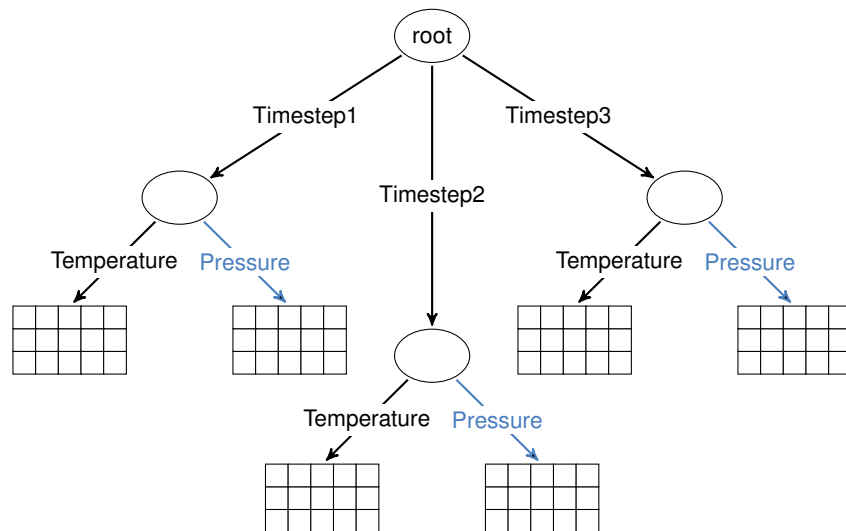 root
Timestep1
Timestep3
Timestep2
Temperature
Pressure
Temperature
Pressure
Temperature
Pressure